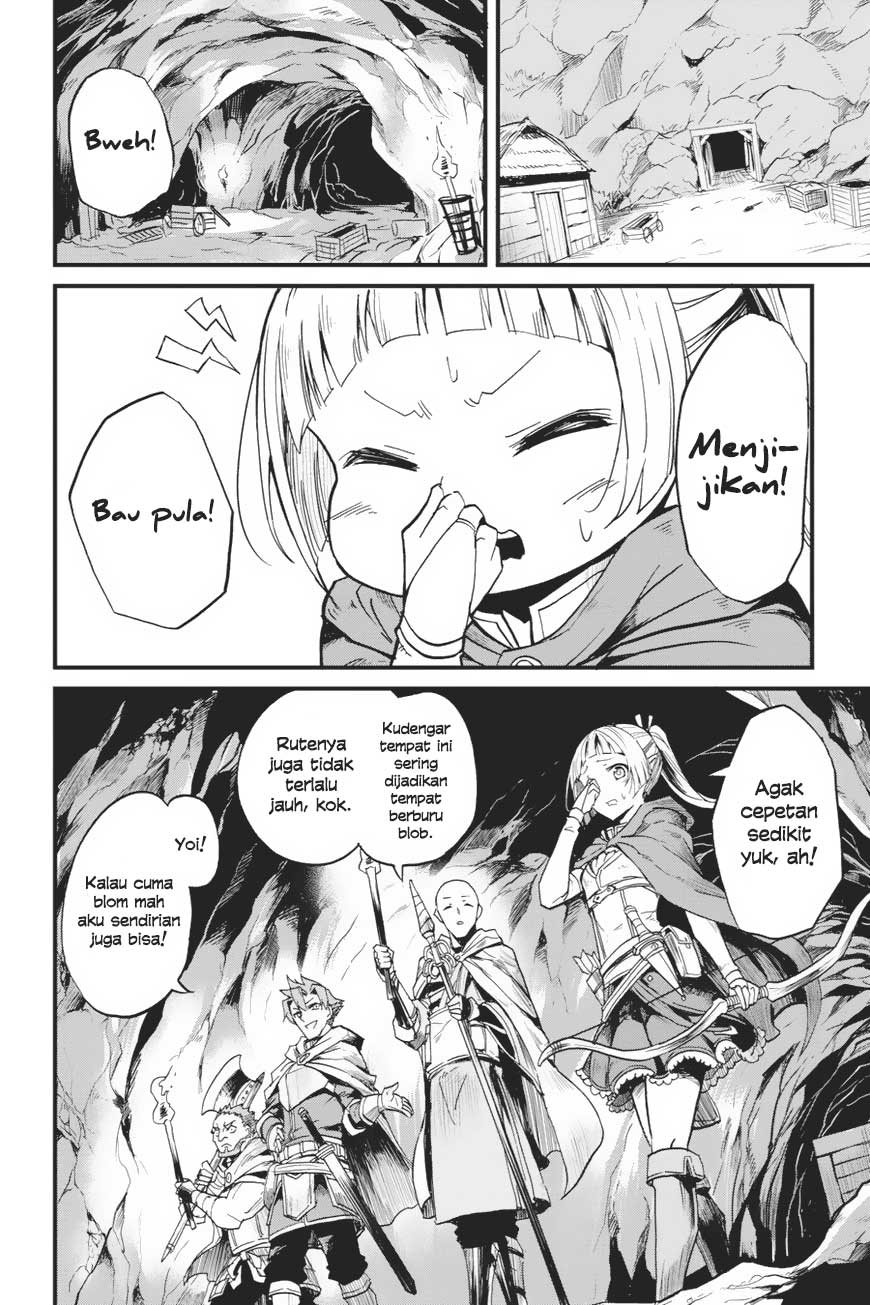 Bweh!
Menji-
jikan!
Bau pula!
Agak
cepetan
sedikit
yuk, ah!
Kudengar
tempat ini
sering
dijadikan
tempat
berburu
blob.
Rutenya
juga tidak
terlalu
jauh, kok.
Yoi!
Kalau cuma
blom mah
aku sendirian
juga bisa!